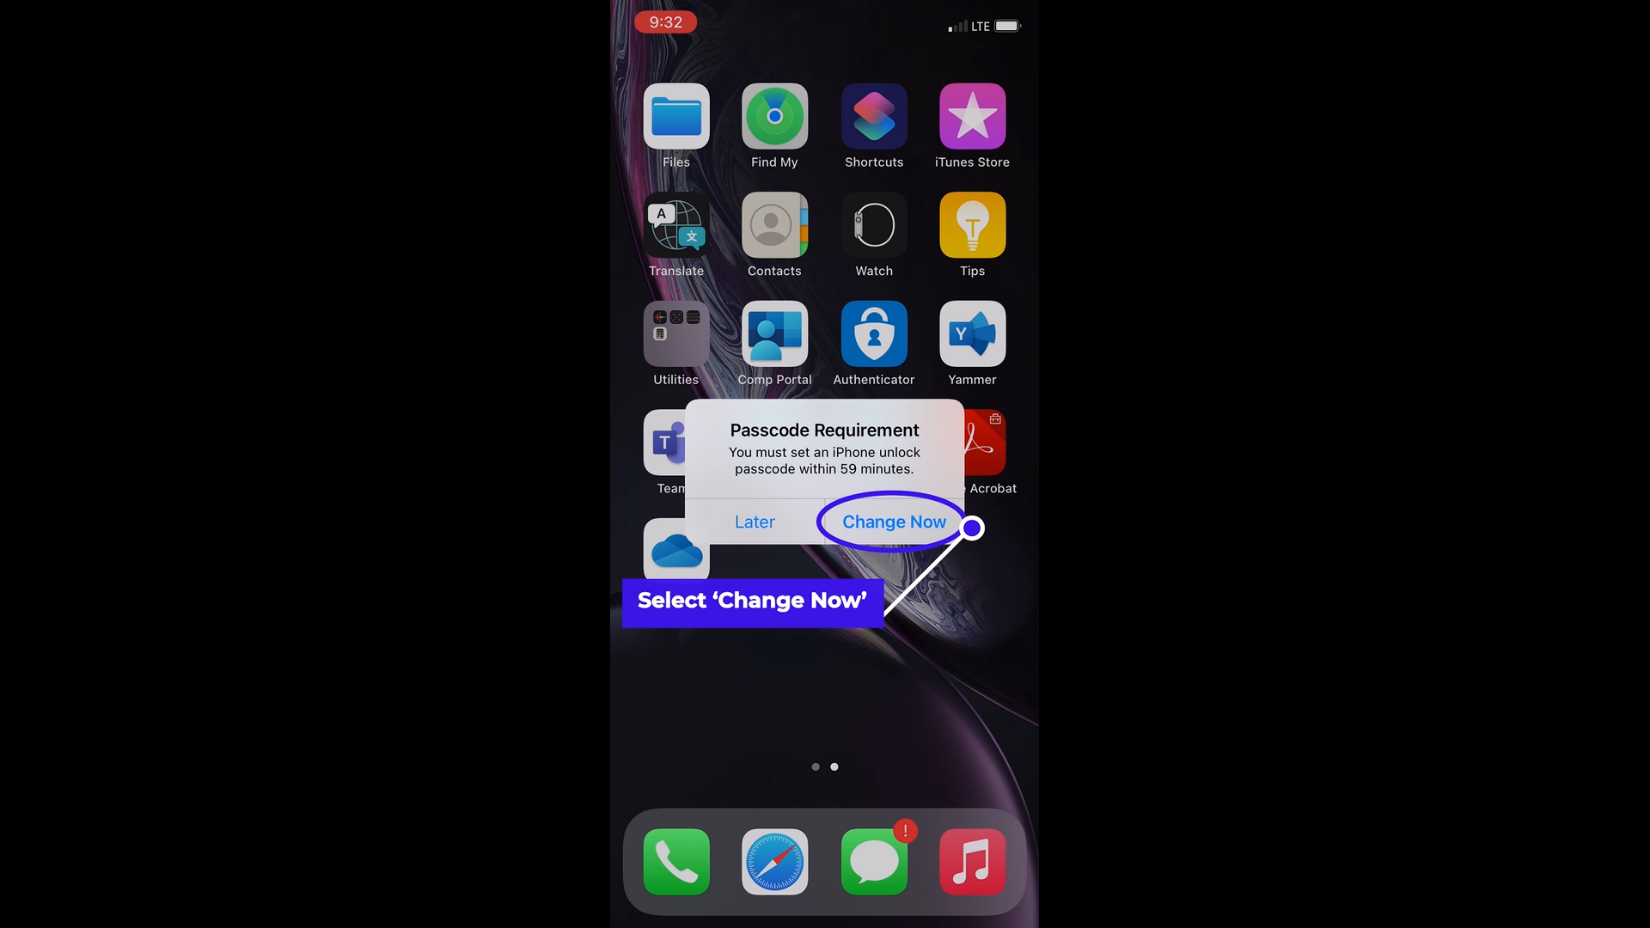 9:32
LTE
Files
Find My
Shortcuts
iTunes Store
A
文
Translate
Contacts
Watch
Tips
Y
Utilities
Comp Portal
Authenticator
Yammer
T
Passcode Requirement
You must set an iPhone unlock
passcode within 59 minutes.
Team
Acrobat
Later
Change Now
Select ‘Change Now’
!